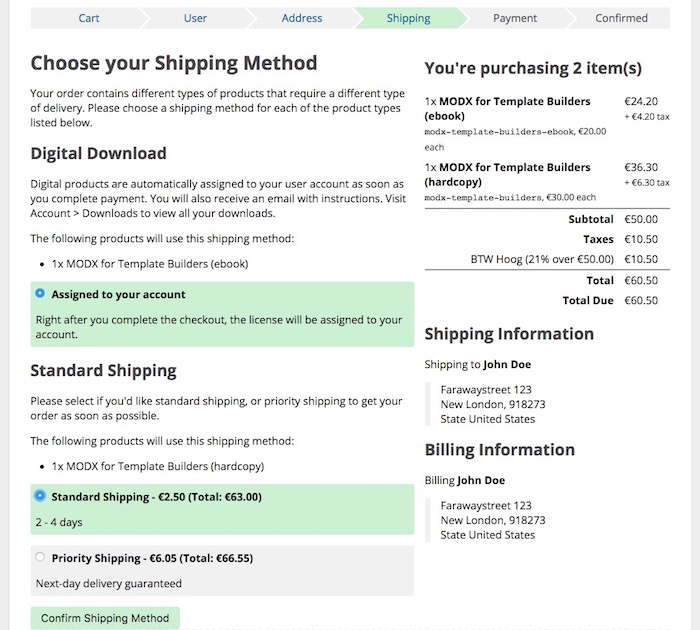 Cart
User
Address
Shipping
Payment
Confirmed
Choose your Shipping Method
Your order contains different types of products that require a different type
of delivery. Please choose a shipping method for each of the product types
listed below.
Digital Download
Digital products are automatically assigned to your user account as soon as
you complete payment. You will also receive an email with instructions. Visit
Account > Downloads to view all your downloads.
The following products will use this shipping method:
• 1x MODX for Template Builders (ebook)
Assigned to your account
Right after you complete the checkout, the license will be assigned to your
account.
Standard Shipping
Please select if you'd like standard shipping, or priority shipping to get your
order as soon as possible.
The following products will use this shipping method:
• 1x MODX for Template Builders (hardcopy)
Standard Shipping - €2.50 (Total: €63.00)
2 - 4 days
Priority Shipping - €6.05 (Total: €66.55)
Next-day delivery guaranteed
Confirm Shipping Method
You're purchasing 2 item(s)
1x MODX for Template Builders €24.20
(ebook) + €4.20 tax
modx-template-builders-ebook, €20.00
each
1x MODX for Template Builders €36.30
(hardcopy) + €6.30 tax
modx-template-builders, €30.00 each
Subtotal €50.00
Taxes €10.50
BTW Hoog (21% over €50.00) €10.50
Total €60.50
Total Due €60.50
Shipping Information
Shipping to John Doe
Farawaystreet 123
New London, 918273
State United States
Billing Information
Billing John Doe
Farawaystreet 123
New London, 918273
State United States